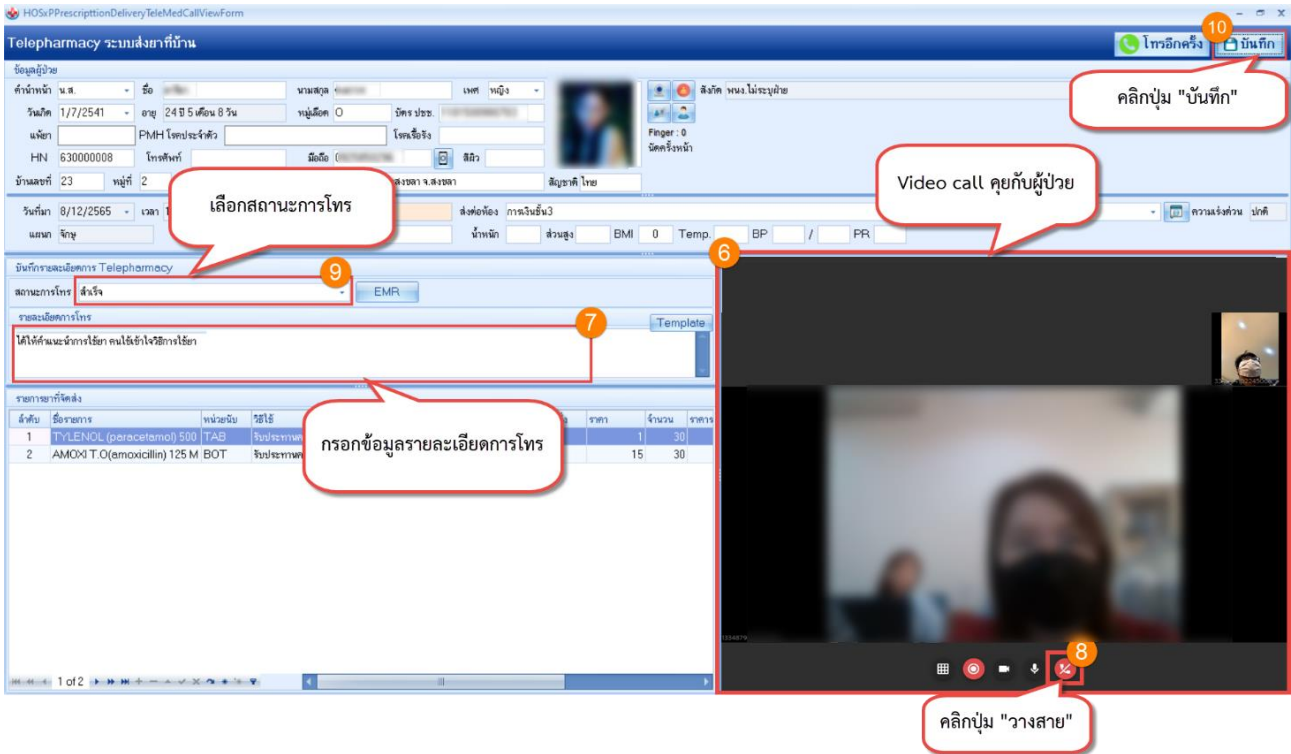 HOSxPPrescripttionDeliveryTeleMedCallViewForm
Telepharmacy ระบบส่งยาที่บ้าน
โทรอีกครั้ง
10
บันทึก
คลิกปุ่ม "บันทึก"
ข้อมูลผู้ป่วย
คำนำหน้า น.ส. ชื่อ นามสกุล เพศ หญิง สังกัด พนง.ไม่ระบุฝ่าย
วันเกิด 1/7/2541 อายุ 24 ปี 5 เดือน 8 วัน หมู่เลือด O บัตร ปชช.
แพ้ยา PMH โรคประจำตัว โรคเรื้อรัง Finger : 0
นัดครั้งหน้า
HN 630000008 โทรศัพท์ มือถือ สีผิว
บ้านเลขที่ 23 หมู่ที่ 2 สงขลา จ.สงขลา สัญชาติ ไทย
เลือกสถานะการโทร
Video call คุยกับผู้ป่วย
วันที่มา 8/12/2565 เวลา ส่งต่อห้อง การเงินชั้น3 ความเร่งด่วน ปกติ
แผนก จักษุ น้ำหนัก ส่วนสูง BMI 0 Temp. BP / PR
บันทึกรายละเอียดการ Telepharmacy
9
6
สถานะการโทร สำเร็จ EMR
รายละเอียดการโทร
7
Template
ได้ให้คำแนะนำการใช้ยา คนไข้เข้าใจวิธีการใช้ยา
กรอกข้อมูลรายละเอียดการโทร
รายการยาที่จัดส่ง
ลำดับ ชื่อรายการ หน่วยนับ วิธีใช้ ราคา จำนวน
1 TYLENOL (paracetamol) 500 TAB 1 30
2 AMOXI T.O(amoxicillin) 125 M BOT 15 30
1 of 2
8
คลิกปุ่ม "วางสาย"